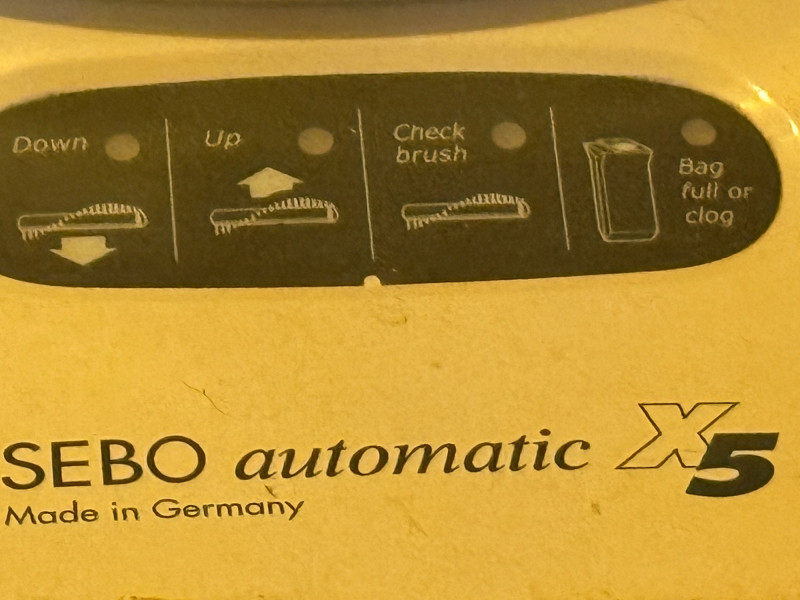 Down
Up
Check
brush
Bag
full or
clog
SEBO automatic X5
Made in Germany